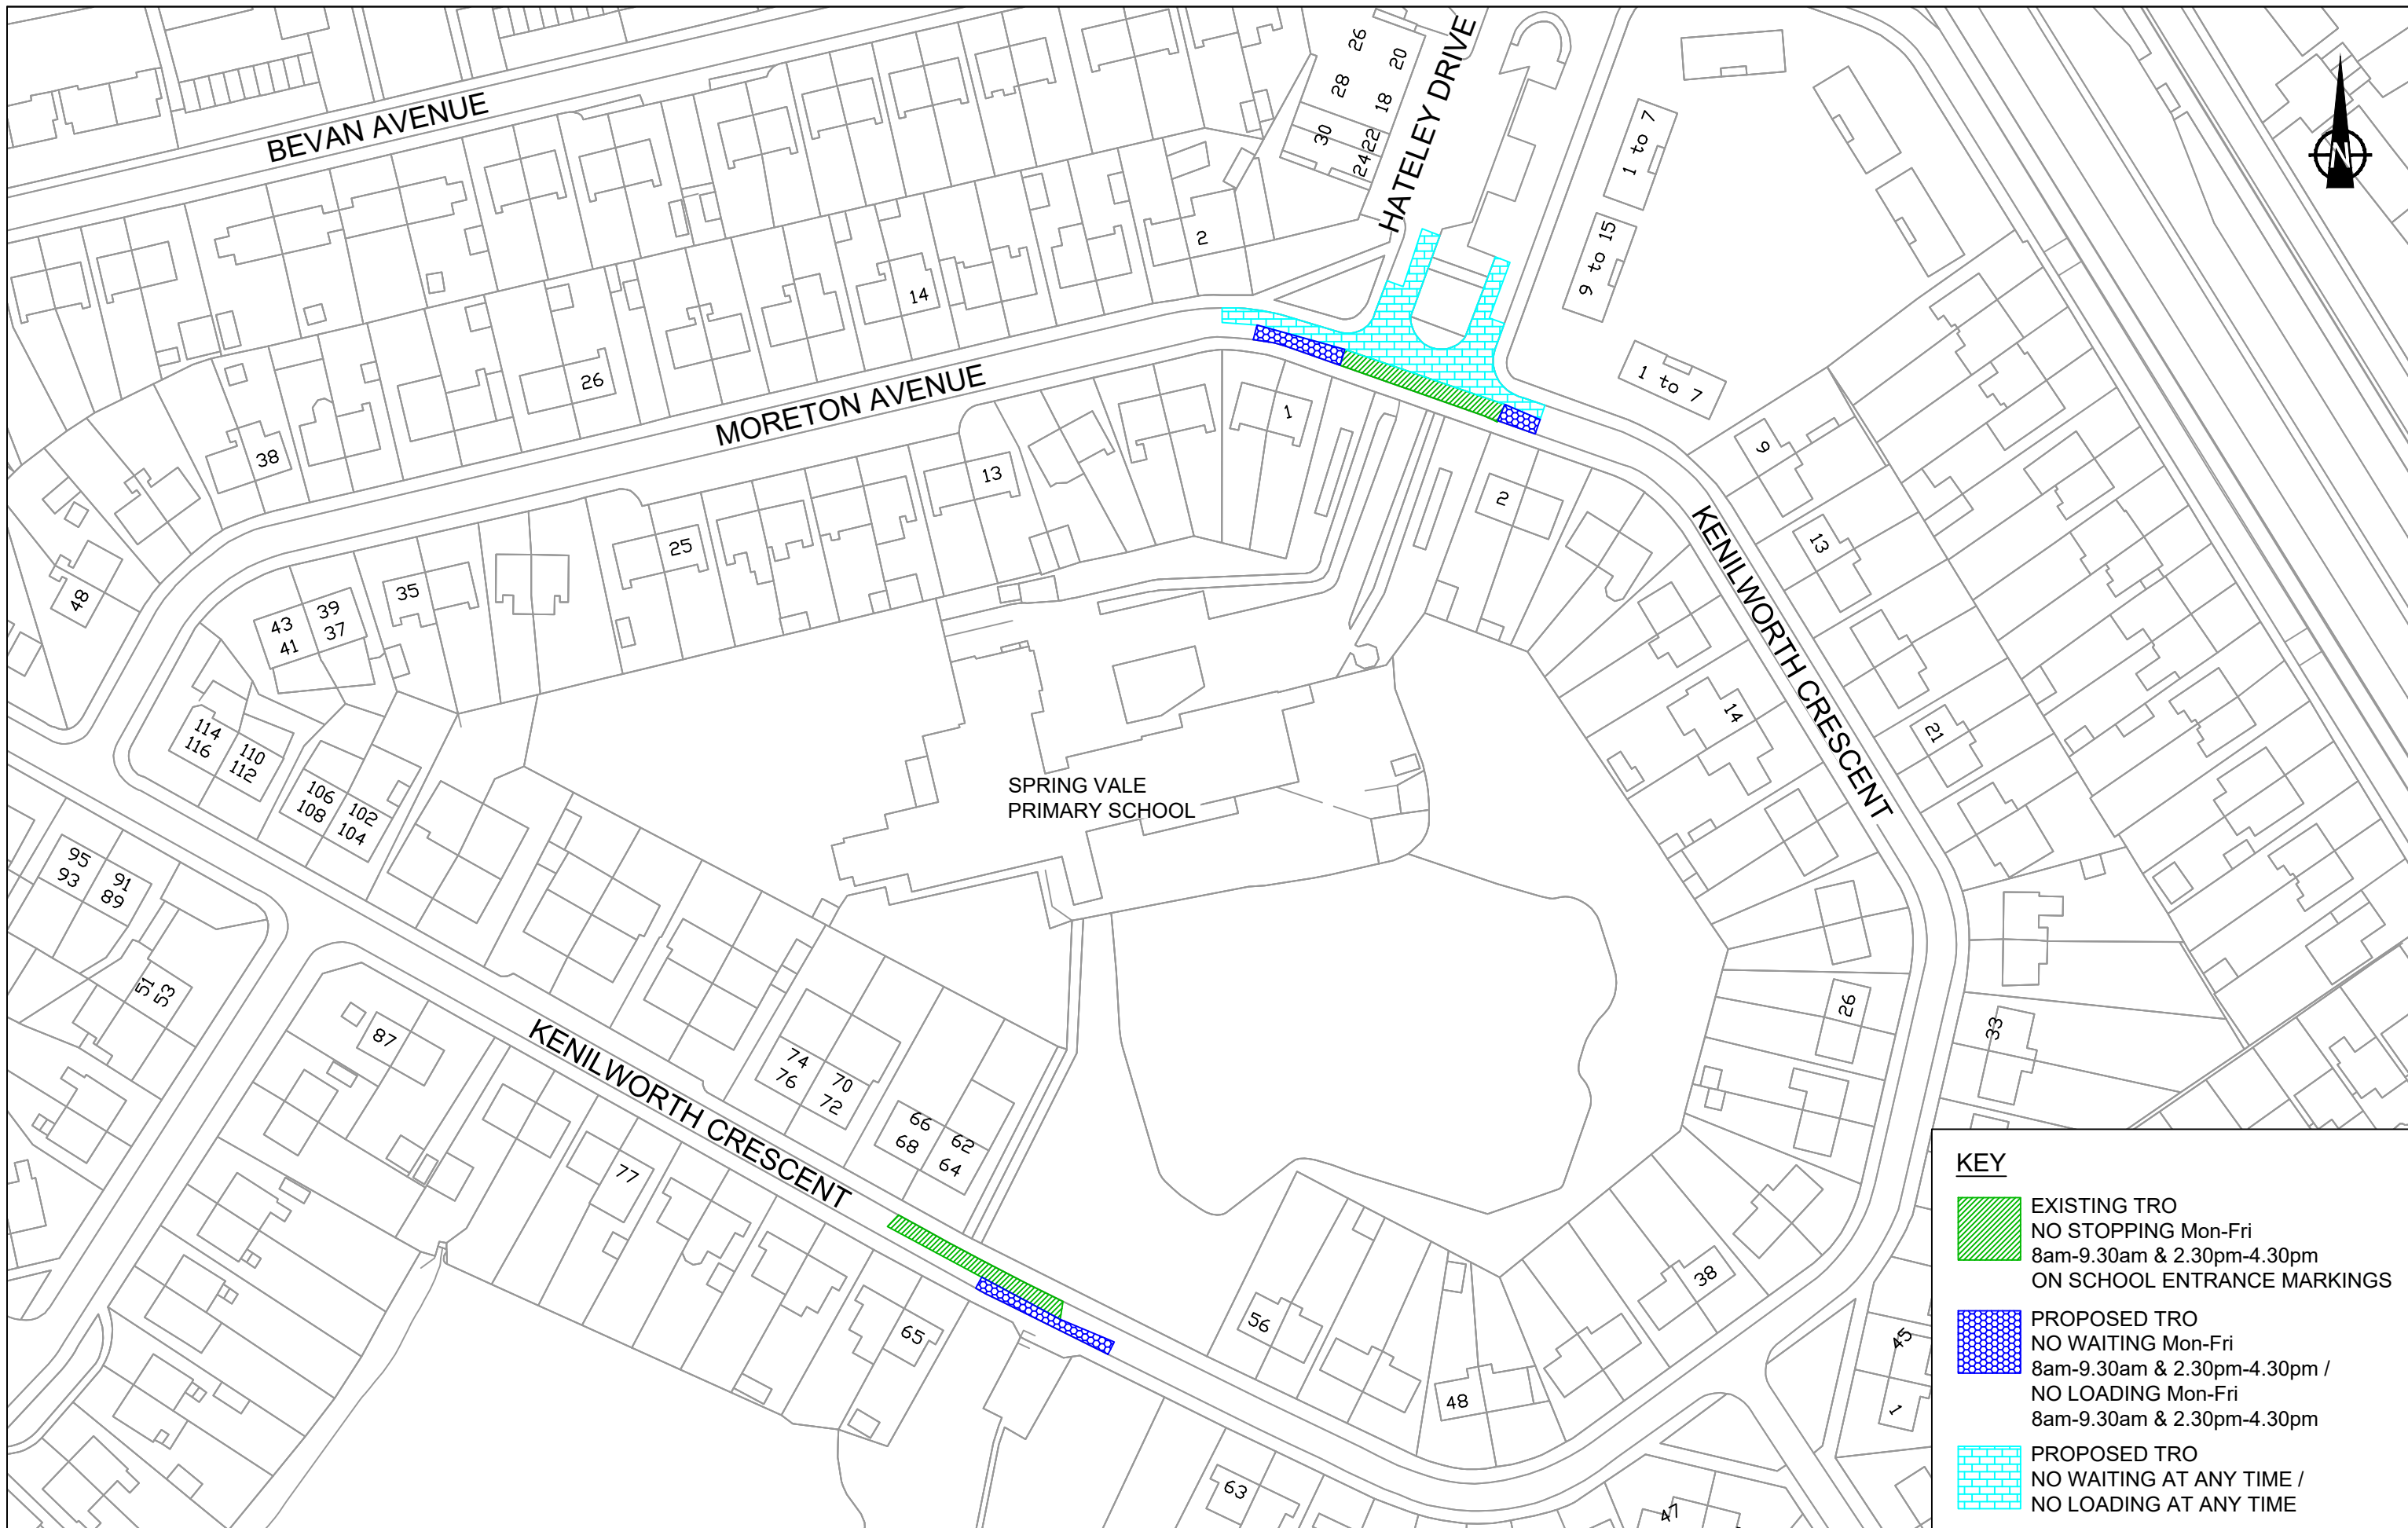 BEVAN AVENUE
HATELEY DRIVE
26
20
28
18
30
22
24
1 to 7
9 to 15
1 to 7
N
2
14
26
38
48
MORETON AVENUE
1
13
25
35
39
37
43
41
2
9
13
14
21
KENILWORTH CRESCENT
26
33
38
45
1
47
48
56
63
SPRING VALE
PRIMARY SCHOOL
114
116
110
112
106
108
102
104
95
93
91
89
51
53
87
KENILWORTH CRESCENT
74
76
70
72
66
68
62
64
77
65
KEY
EXISTING TRO
NO STOPPING Mon-Fri
8am-9.30am & 2.30pm-4.30pm
ON SCHOOL ENTRANCE MARKINGS
PROPOSED TRO
NO WAITING Mon-Fri
8am-9.30am & 2.30pm-4.30pm /
NO LOADING Mon-Fri
8am-9.30am & 2.30pm-4.30pm
PROPOSED TRO
NO WAITING AT ANY TIME /
NO LOADING AT ANY TIME